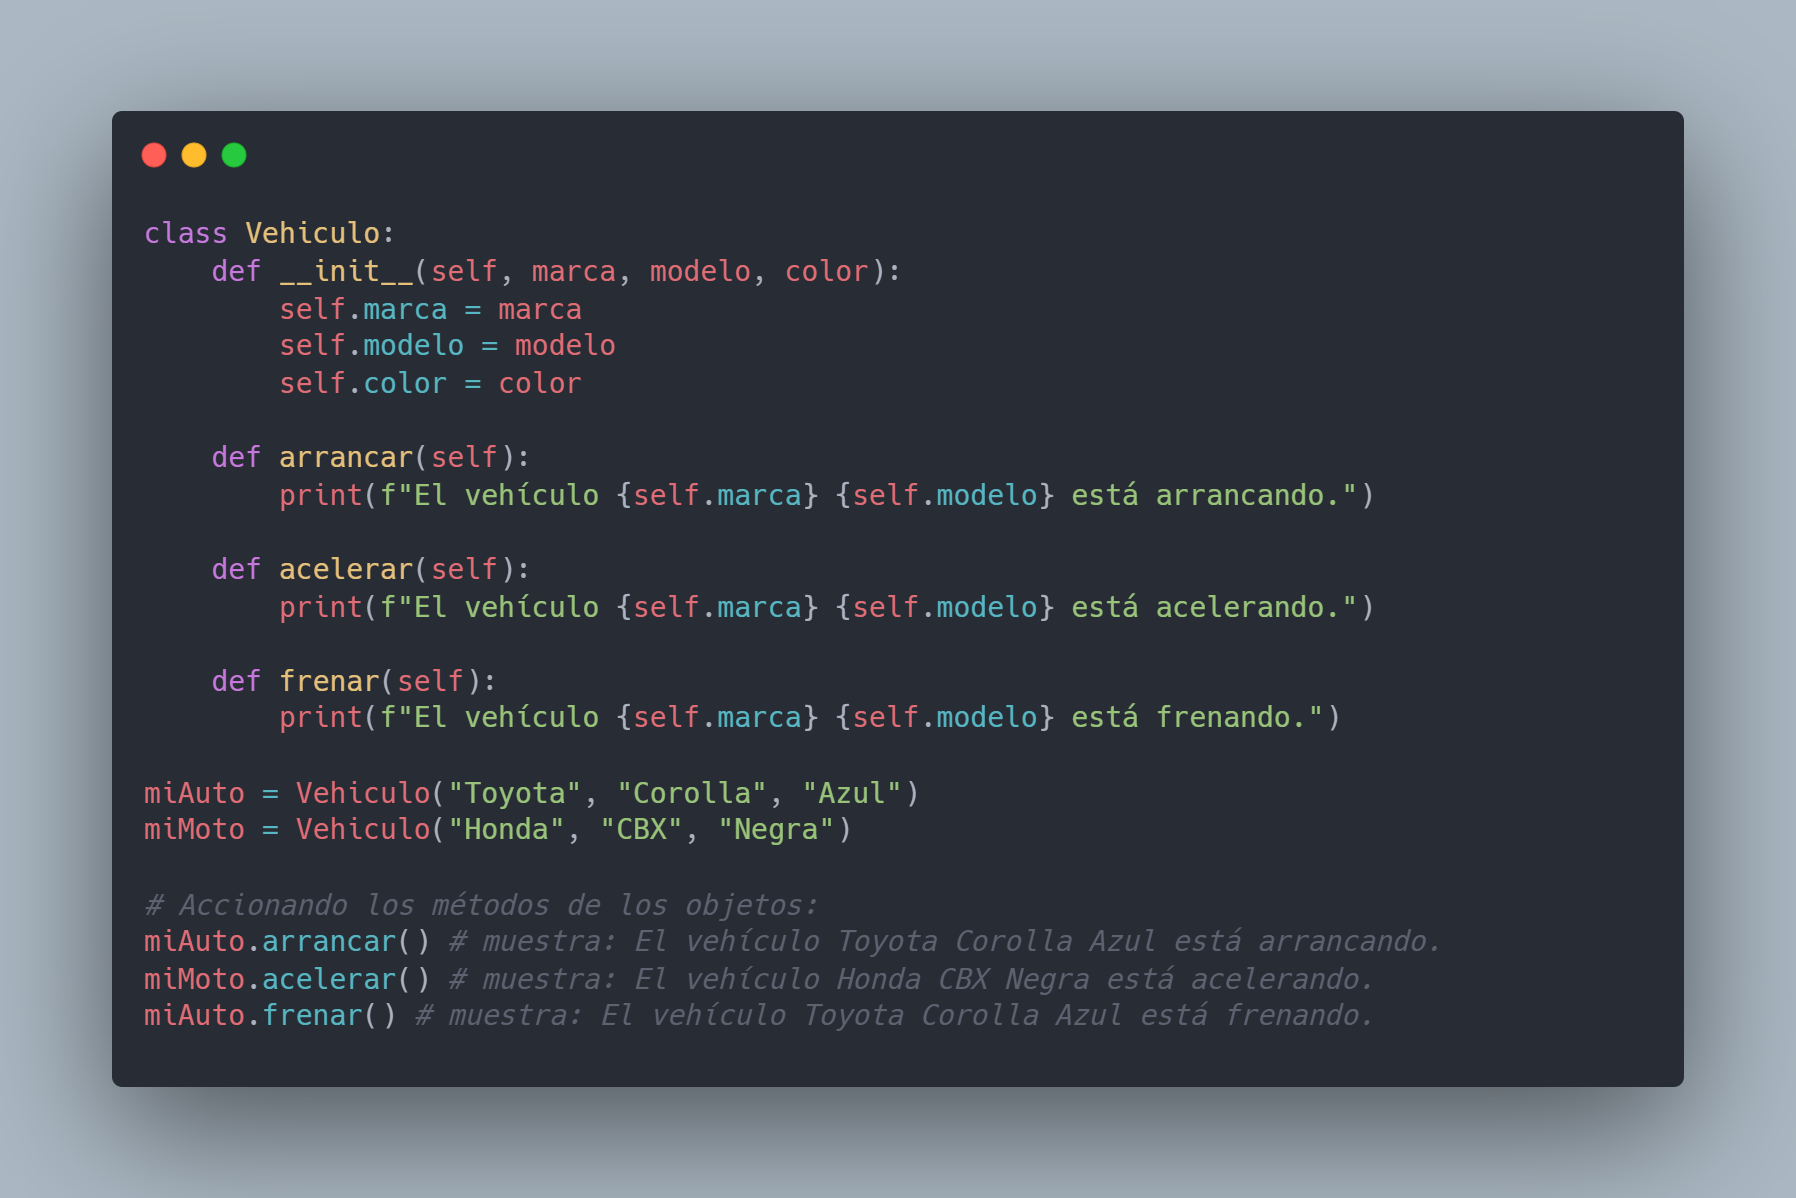 class Vehiculo:
    def __init__(self, marca, modelo, color):
        self.marca = marca
        self.modelo = modelo
        self.color = color

    def arrancar(self):
        print(f"El vehículo {self.marca} {self.modelo} está arrancando.")

    def acelerar(self):
        print(f"El vehículo {self.marca} {self.modelo} está acelerando.")

    def frenar(self):
        print(f"El vehículo {self.marca} {self.modelo} está frenando.")

miAuto = Vehiculo("Toyota", "Corolla", "Azul")
miMoto = Vehiculo("Honda", "CBX", "Negra")

# Accionando los métodos de los objetos:
miAuto.arrancar() # muestra: El vehículo Toyota Corolla Azul está arrancando.
miMoto.acelerar() # muestra: El vehículo Honda CBX Negra está acelerando.
miAuto.frenar() # muestra: El vehículo Toyota Corolla Azul está frenando.